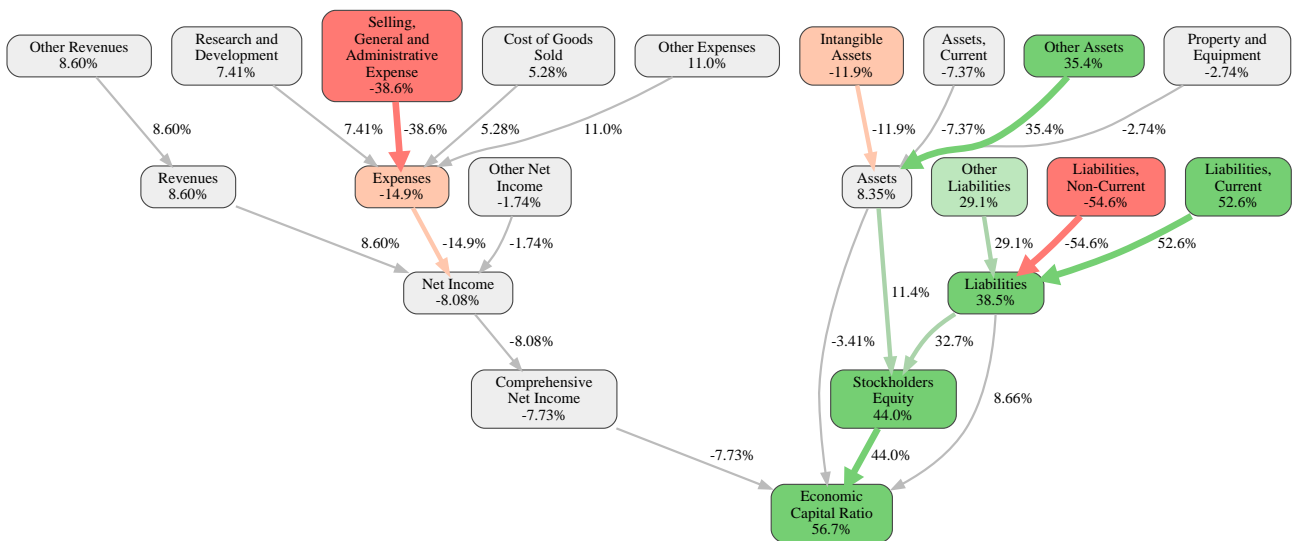 Other Revenues
8.60%
Research and
Development
7.41%
Selling,
General and
Administrative
Expense
-38.6%
Cost of Goods
Sold
5.28%
Other Expenses
11.0%
Intangible
Assets
-11.9%
Assets,
Current
-7.37%
Other Assets
35.4%
Property and
Equipment
-2.74%
8.60%
7.41%
-38.6%
5.28%
11.0%
-11.9%
-7.37%
35.4%
-2.74%
Revenues
8.60%
Expenses
-14.9%
Other Net
Income
-1.74%
Assets
8.35%
Other
Liabilities
29.1%
Liabilities,
Non-Current
-54.6%
Liabilities,
Current
52.6%
8.60%
-14.9%
-1.74%
29.1%
-54.6%
52.6%
Net Income
-8.08%
11.4%
Liabilities
38.5%
-8.08%
-3.41%
32.7%
Comprehensive
Net Income
-7.73%
Stockholders
Equity
44.0%
8.66%
-7.73%
44.0%
Economic
Capital Ratio
56.7%